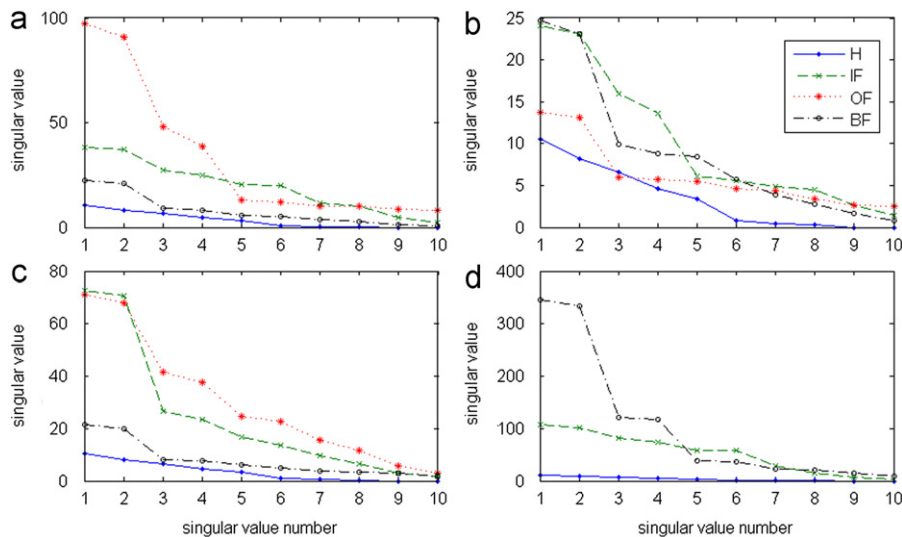 a
100
50
0
singular value
1 2 3 4 5 6 7 8 9 10
b
25
20
15
10
5
0
singular value
1 2 3 4 5 6 7 8 9 10
H
IF
OF
BF
c
80
60
40
20
0
singular value
1 2 3 4 5 6 7 8 9 10
singular value number
d
400
300
200
100
0
singular value
1 2 3 4 5 6 7 8 9 10
singular value number